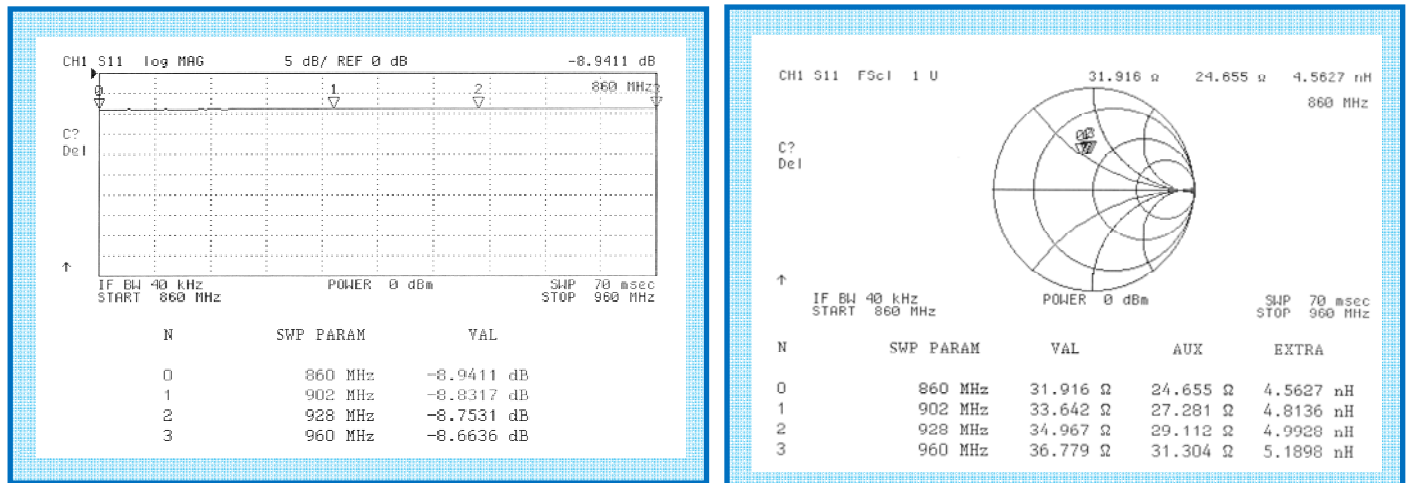 CH1 S11 log MAG 5 dB/ REF 0 dB -8.9411 dB
860 MHz
0 1 2
C?
Del
↑
IF BW 40 kHz POWER 0 dBm SWP 70 msec
START 860 MHz STOP 960 MHz
N SWP PARAM VAL
0 860 MHz -8.9411 dB
1 902 MHz -8.8317 dB
2 928 MHz -8.7531 dB
3 960 MHz -8.6636 dB
CH1 S11 FScl 1 U 31.916 Ω 24.655 Ω 4.5627 nH
860 MHz
C?
Del
↑
IF BW 40 kHz POWER 0 dBm SWP 70 msec
START 860 MHz STOP 960 MHz
N SWP PARAM VAL AUX EXTRA
0 860 MHz 31.916 Ω 24.655 Ω 4.5627 nH
1 902 MHz 33.642 Ω 27.281 Ω 4.8136 nH
2 928 MHz 34.967 Ω 29.112 Ω 4.9928 nH
3 960 MHz 36.779 Ω 31.304 Ω 5.1898 nH